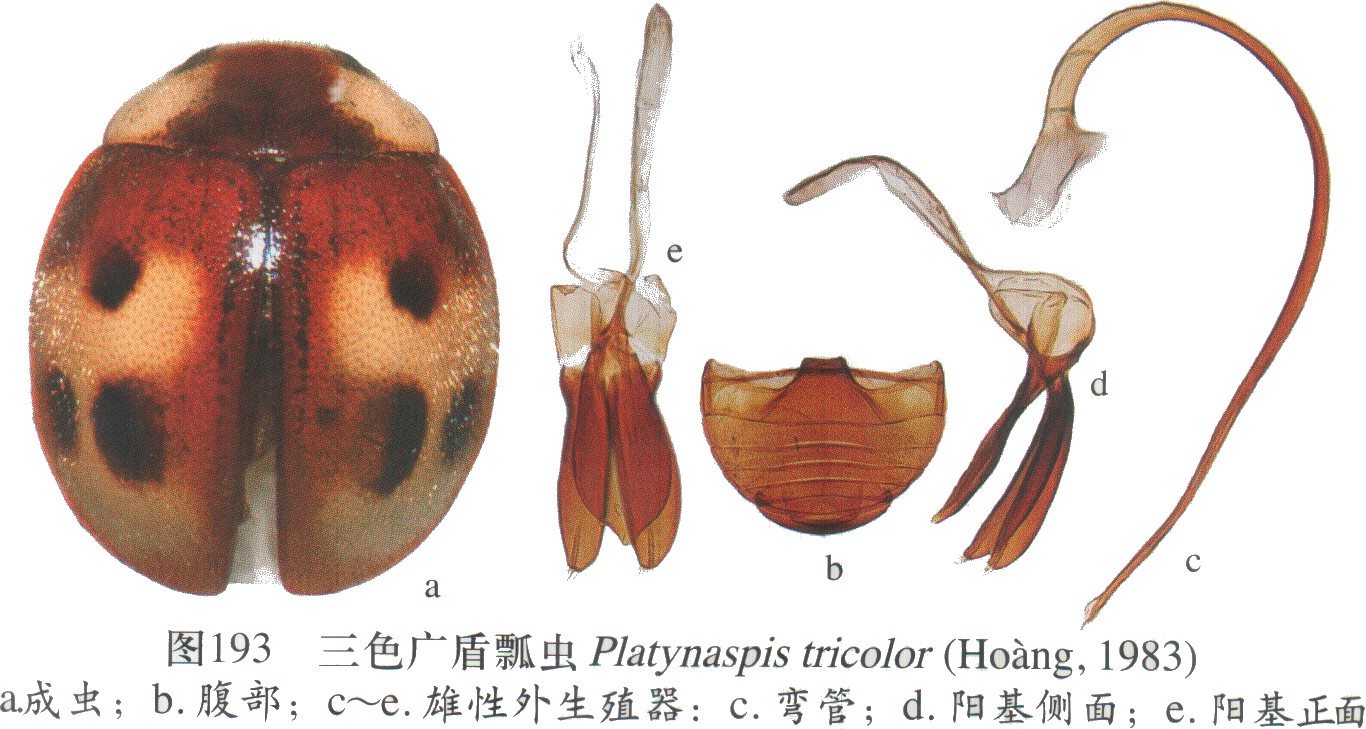 e
d
a
b
c
图193 三色广盾瓢虫 Platynaspis tricolor (Hoàng, 1983)
a.成虫；b. 腹部；c～e. 雄性外生殖器：c. 弯管；d. 阳基侧面；e. 阳基正面